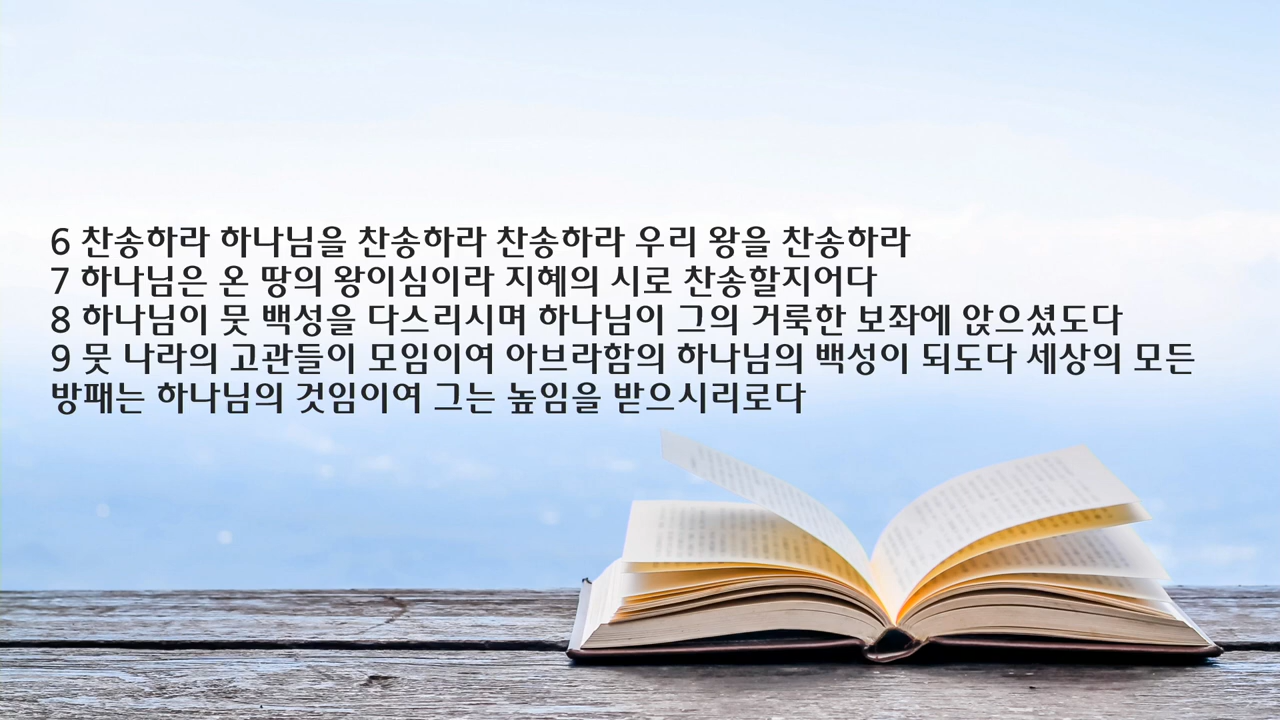 6 찬송하라 하나님을 찬송하라 찬송하라 우리 왕을 찬송하라
7 하나님은 온 땅의 왕이심이라 지혜의 시로 찬송할지어다
8 하나님이 뭇 백성을 다스리시며 하나님이 그의 거룩한 보좌에 앉으셨도다
9 뭇 나라의 고관들이 모임이여 아브라함의 하나님의 백성이 되도다 세상의 모든
방패는 하나님의 것임이여 그는 높임을 받으시리로다